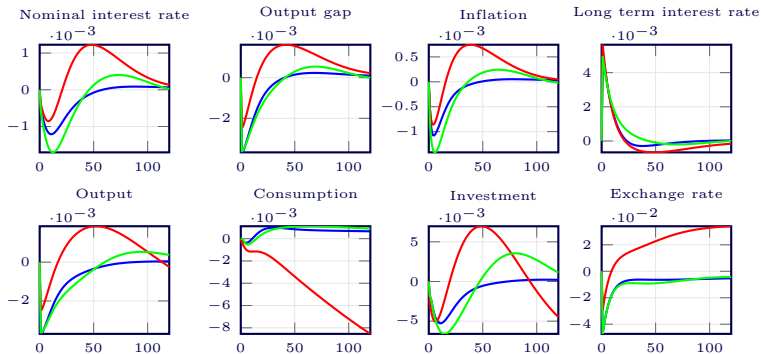 Nominal interest rate
·10−3
1
0
−1
0 50 100
Output gap
·10−3
0
−2
0 50 100
Inflation
·10−3
0.5
0
−0.5
−1
0 50 100
Long term interest rate
·10−3
4
2
0
0 50 100
Output
·10−3
0
−2
0 50 100
Consumption
·10−3
0
−2
−4
−6
−8
0 50 100
Investment
·10−3
5
0
−5
0 50 100
Exchange rate
·10−2
2
0
−2
−4
0 50 100